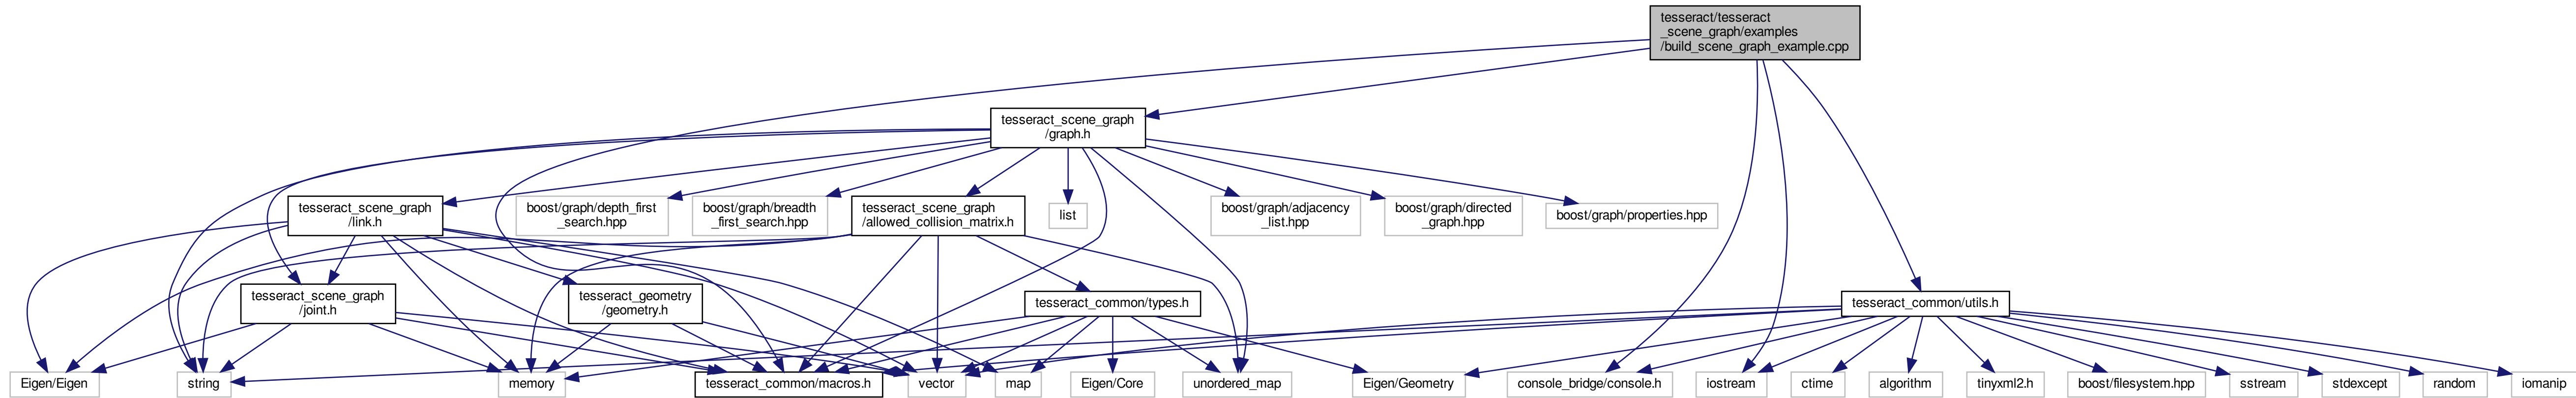 tesseract/tesseract
_scene_graph/examples
/build_scene_graph_example.cpp
tesseract_scene_graph
/graph.h
tesseract_scene_graph
/link.h
boost/graph/depth_first
_search.hpp
boost/graph/breadth
_first_search.hpp
tesseract_scene_graph
/allowed_collision_matrix.h
list
boost/graph/adjacency
_list.hpp
boost/graph/directed
_graph.hpp
boost/graph/properties.hpp
tesseract_scene_graph
/joint.h
tesseract_geometry
/geometry.h
tesseract_common/types.h
tesseract_common/utils.h
Eigen/Eigen
string
memory
tesseract_common/macros.h
vector
map
Eigen/Core
unordered_map
Eigen/Geometry
console_bridge/console.h
iostream
ctime
algorithm
tinyxml2.h
boost/filesystem.hpp
sstream
stdexcept
random
iomanip